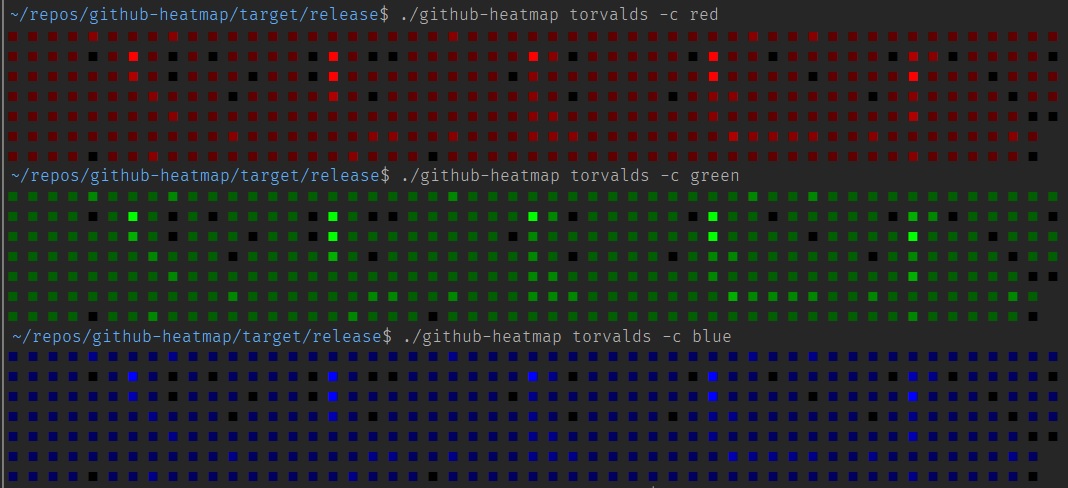 ~/repos/github-heatmap/target/release$ ./github-heatmap torvalds -c red
~/repos/github-heatmap/target/release$ ./github-heatmap torvalds -c green
~/repos/github-heatmap/target/release$ ./github-heatmap torvalds -c blue